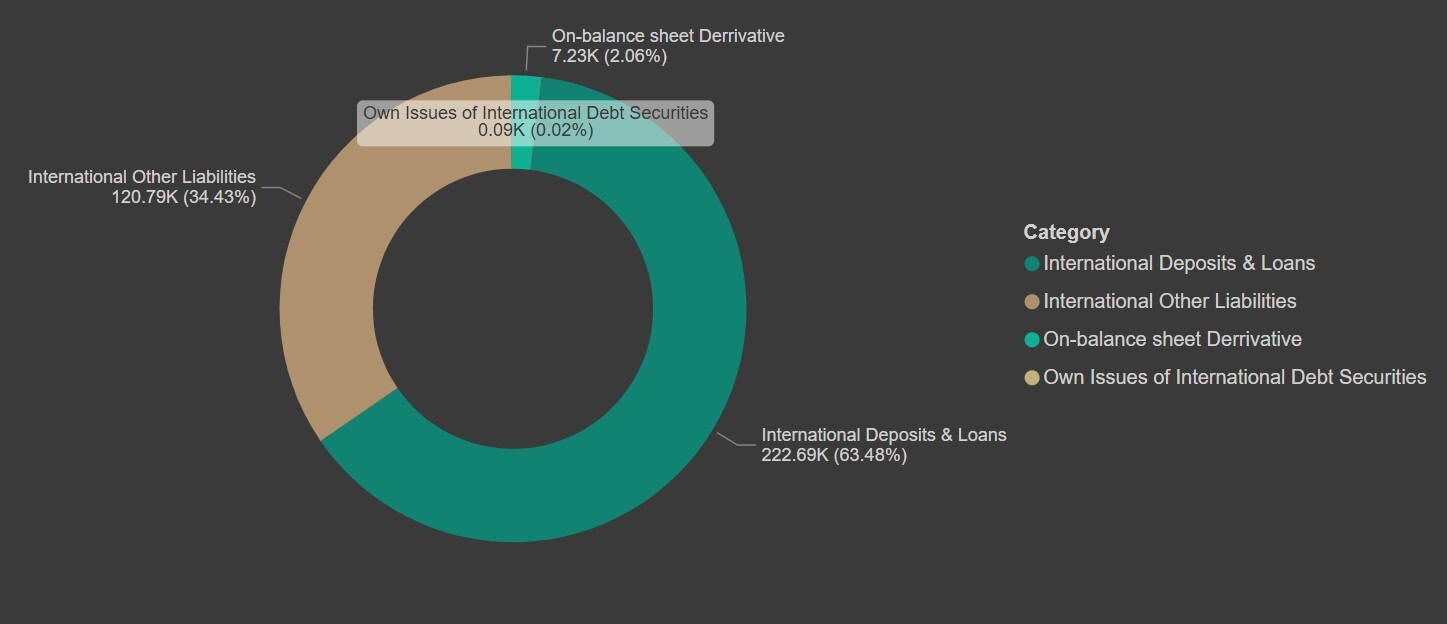 On-balance sheet Derrivative
7.23K (2.06%)
Own Issues of International Debt Securities
0.09K (0.02%)
International Other Liabilities
120.79K (34.43%)
International Deposits & Loans
222.69K (63.48%)
Category
International Deposits & Loans
International Other Liabilities
On-balance sheet Derrivative
Own Issues of International Debt Securities